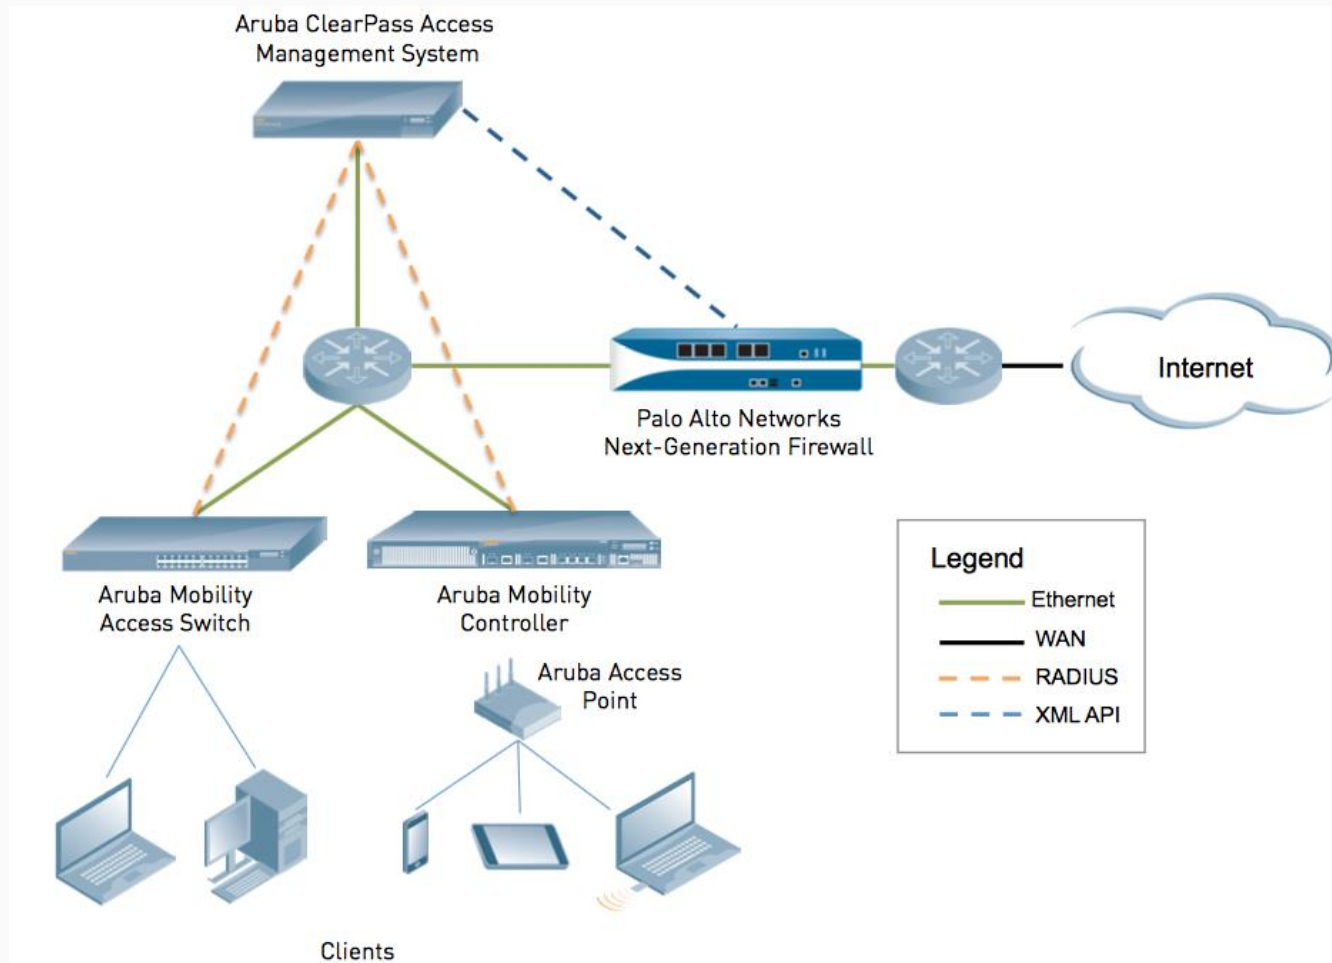 Aruba ClearPass Access
Management System
Internet
Palo Alto Networks
Next-Generation Firewall
Aruba Mobility
Access Switch
Aruba Mobility
Controller
Aruba Access
Point
Legend
Ethernet
WAN
RADIUS
XML API
Clients